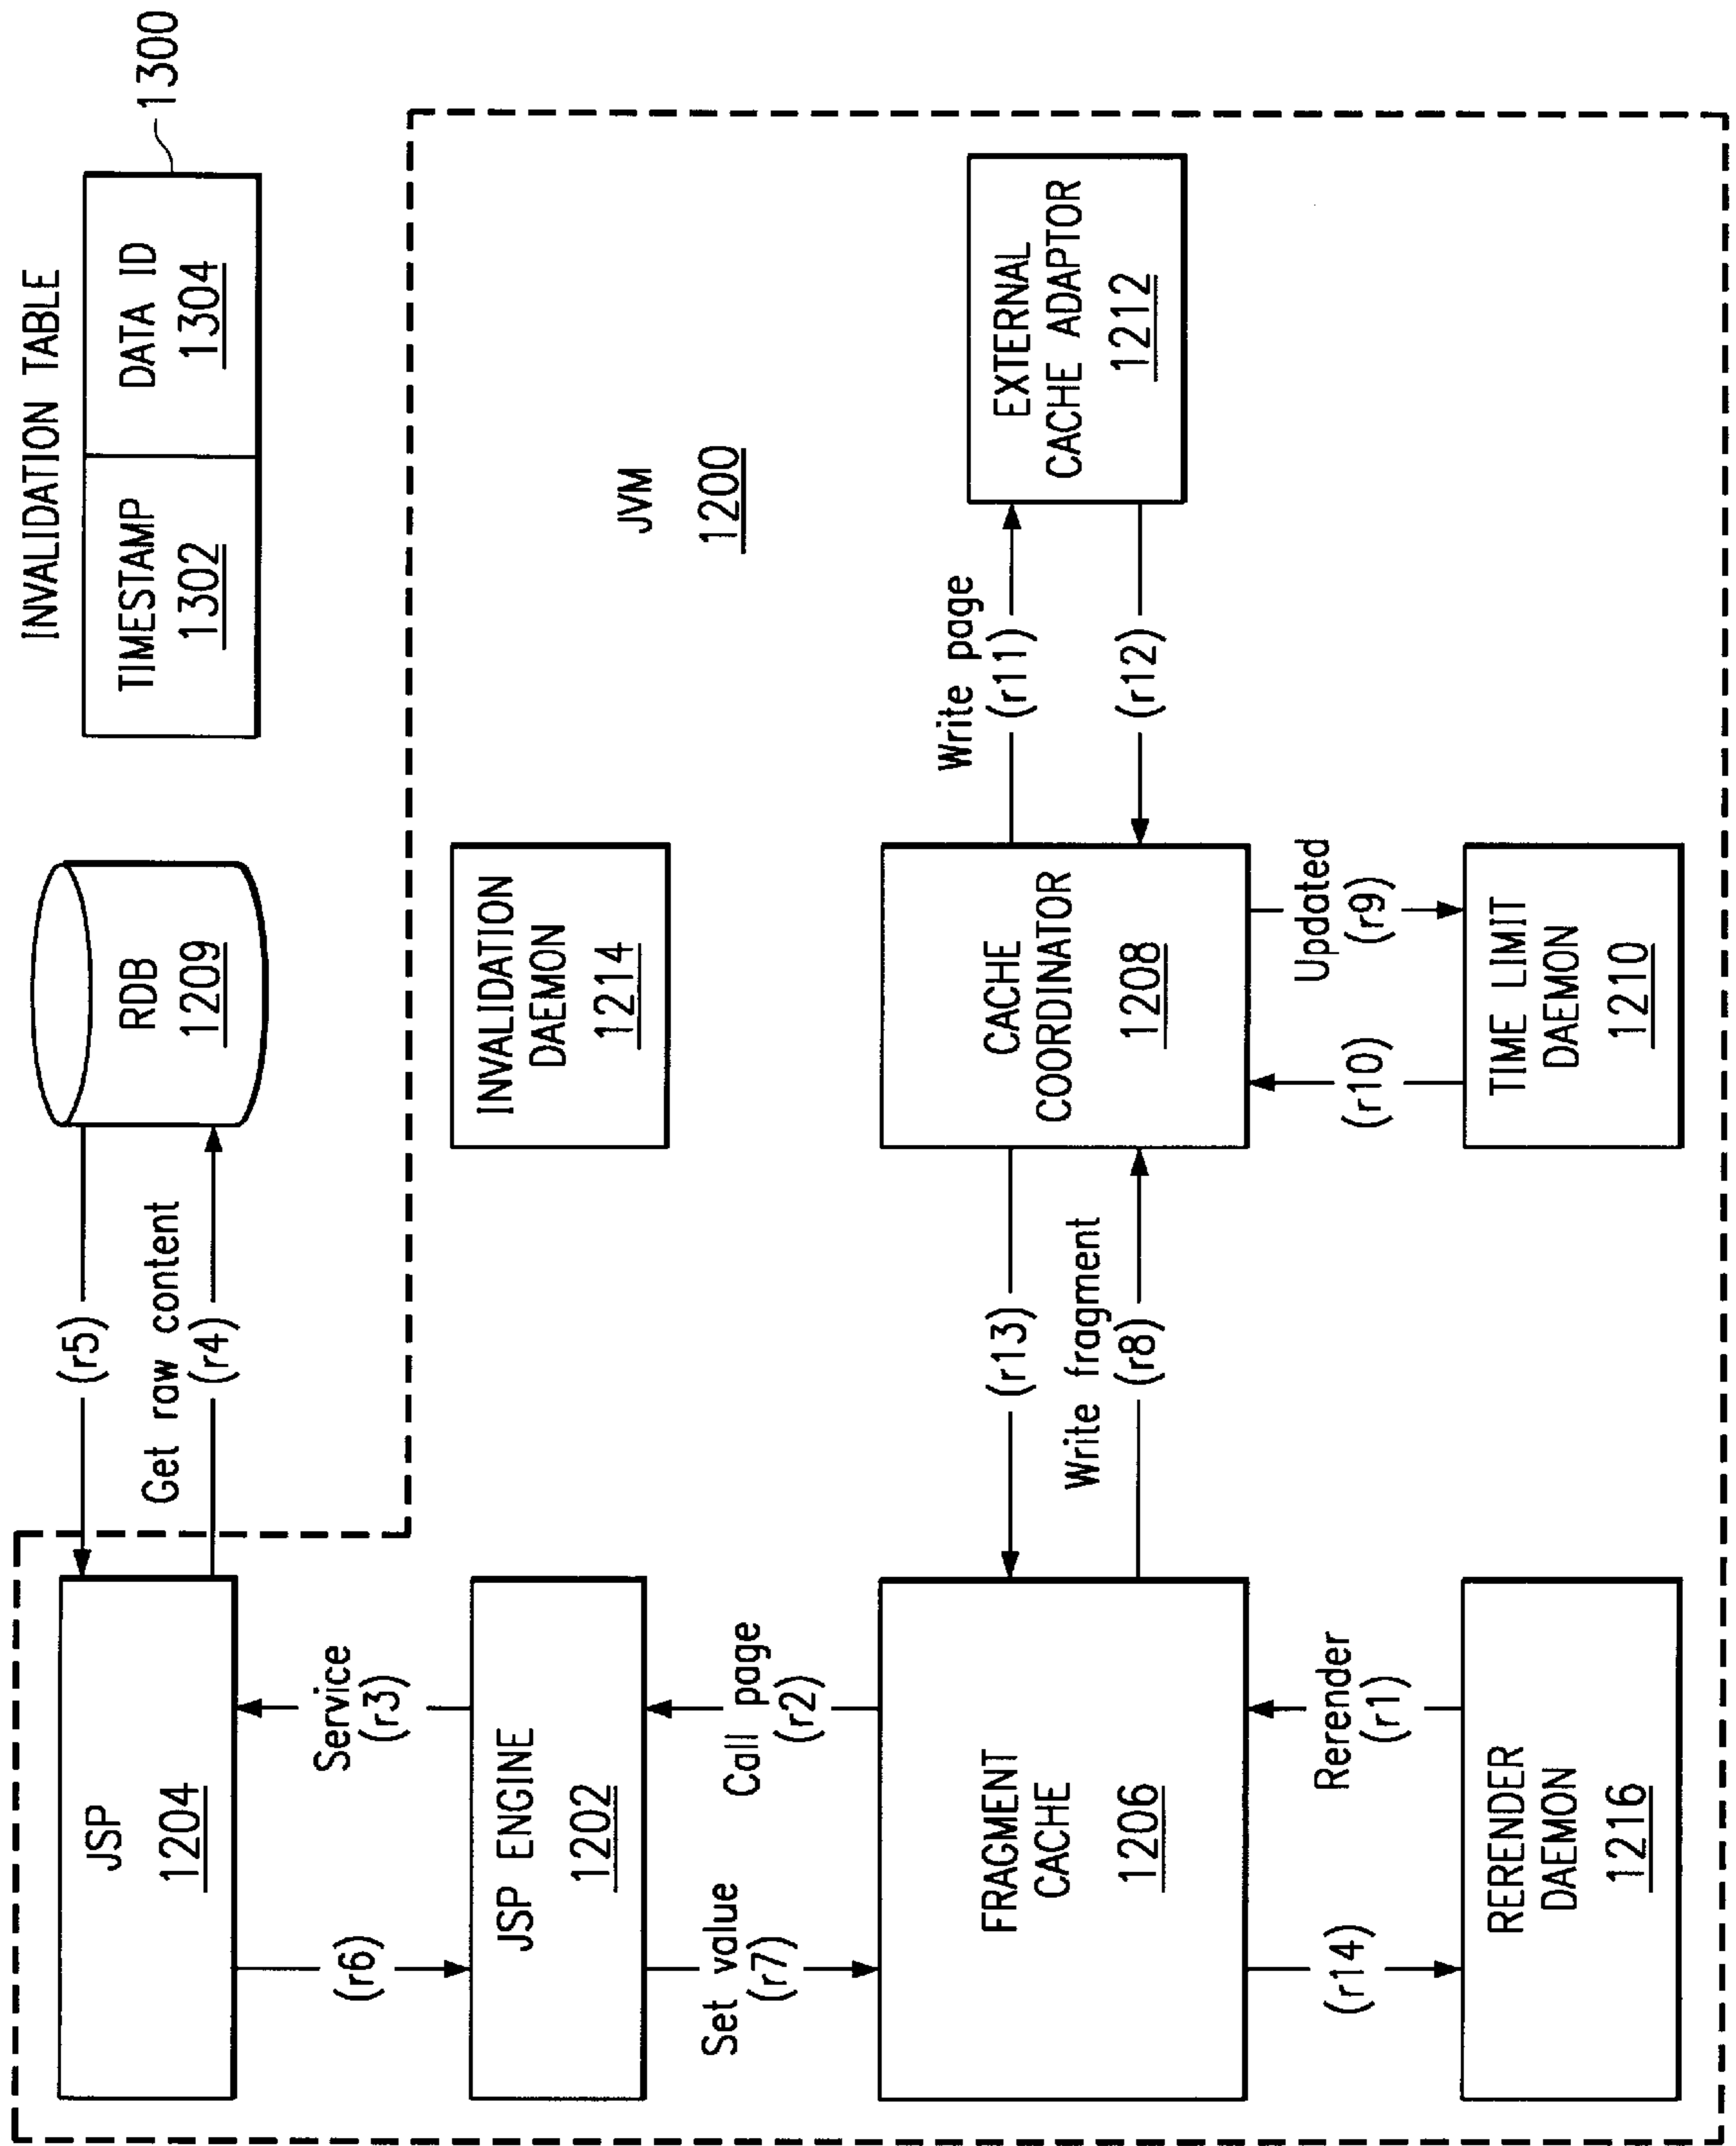 INVALIDATION TABLE
TIMESTAMP
1302
DATA ID
1304
1300
JSP
1204
(r5)
Get raw content
(r4)
RDB
1209
(r6)
Service
(r3)
JSP ENGINE
1202
INVALIDATION
DAEMON
1214
JVM
1200
Set value
(r7)
Call page
(r2)
FRAGMENT
CACHE
1206
(r13)
Write fragment
(r8)
CACHE
COORDINATOR
1208
Write page
(r11)
(r12)
EXTERNAL
CACHE ADAPTOR
1212
(r14)
Rerender
(r1)
(r10)
Updated
(r9)
RERENDER
DAEMON
1216
TIME LIMIT
DAEMON
1210